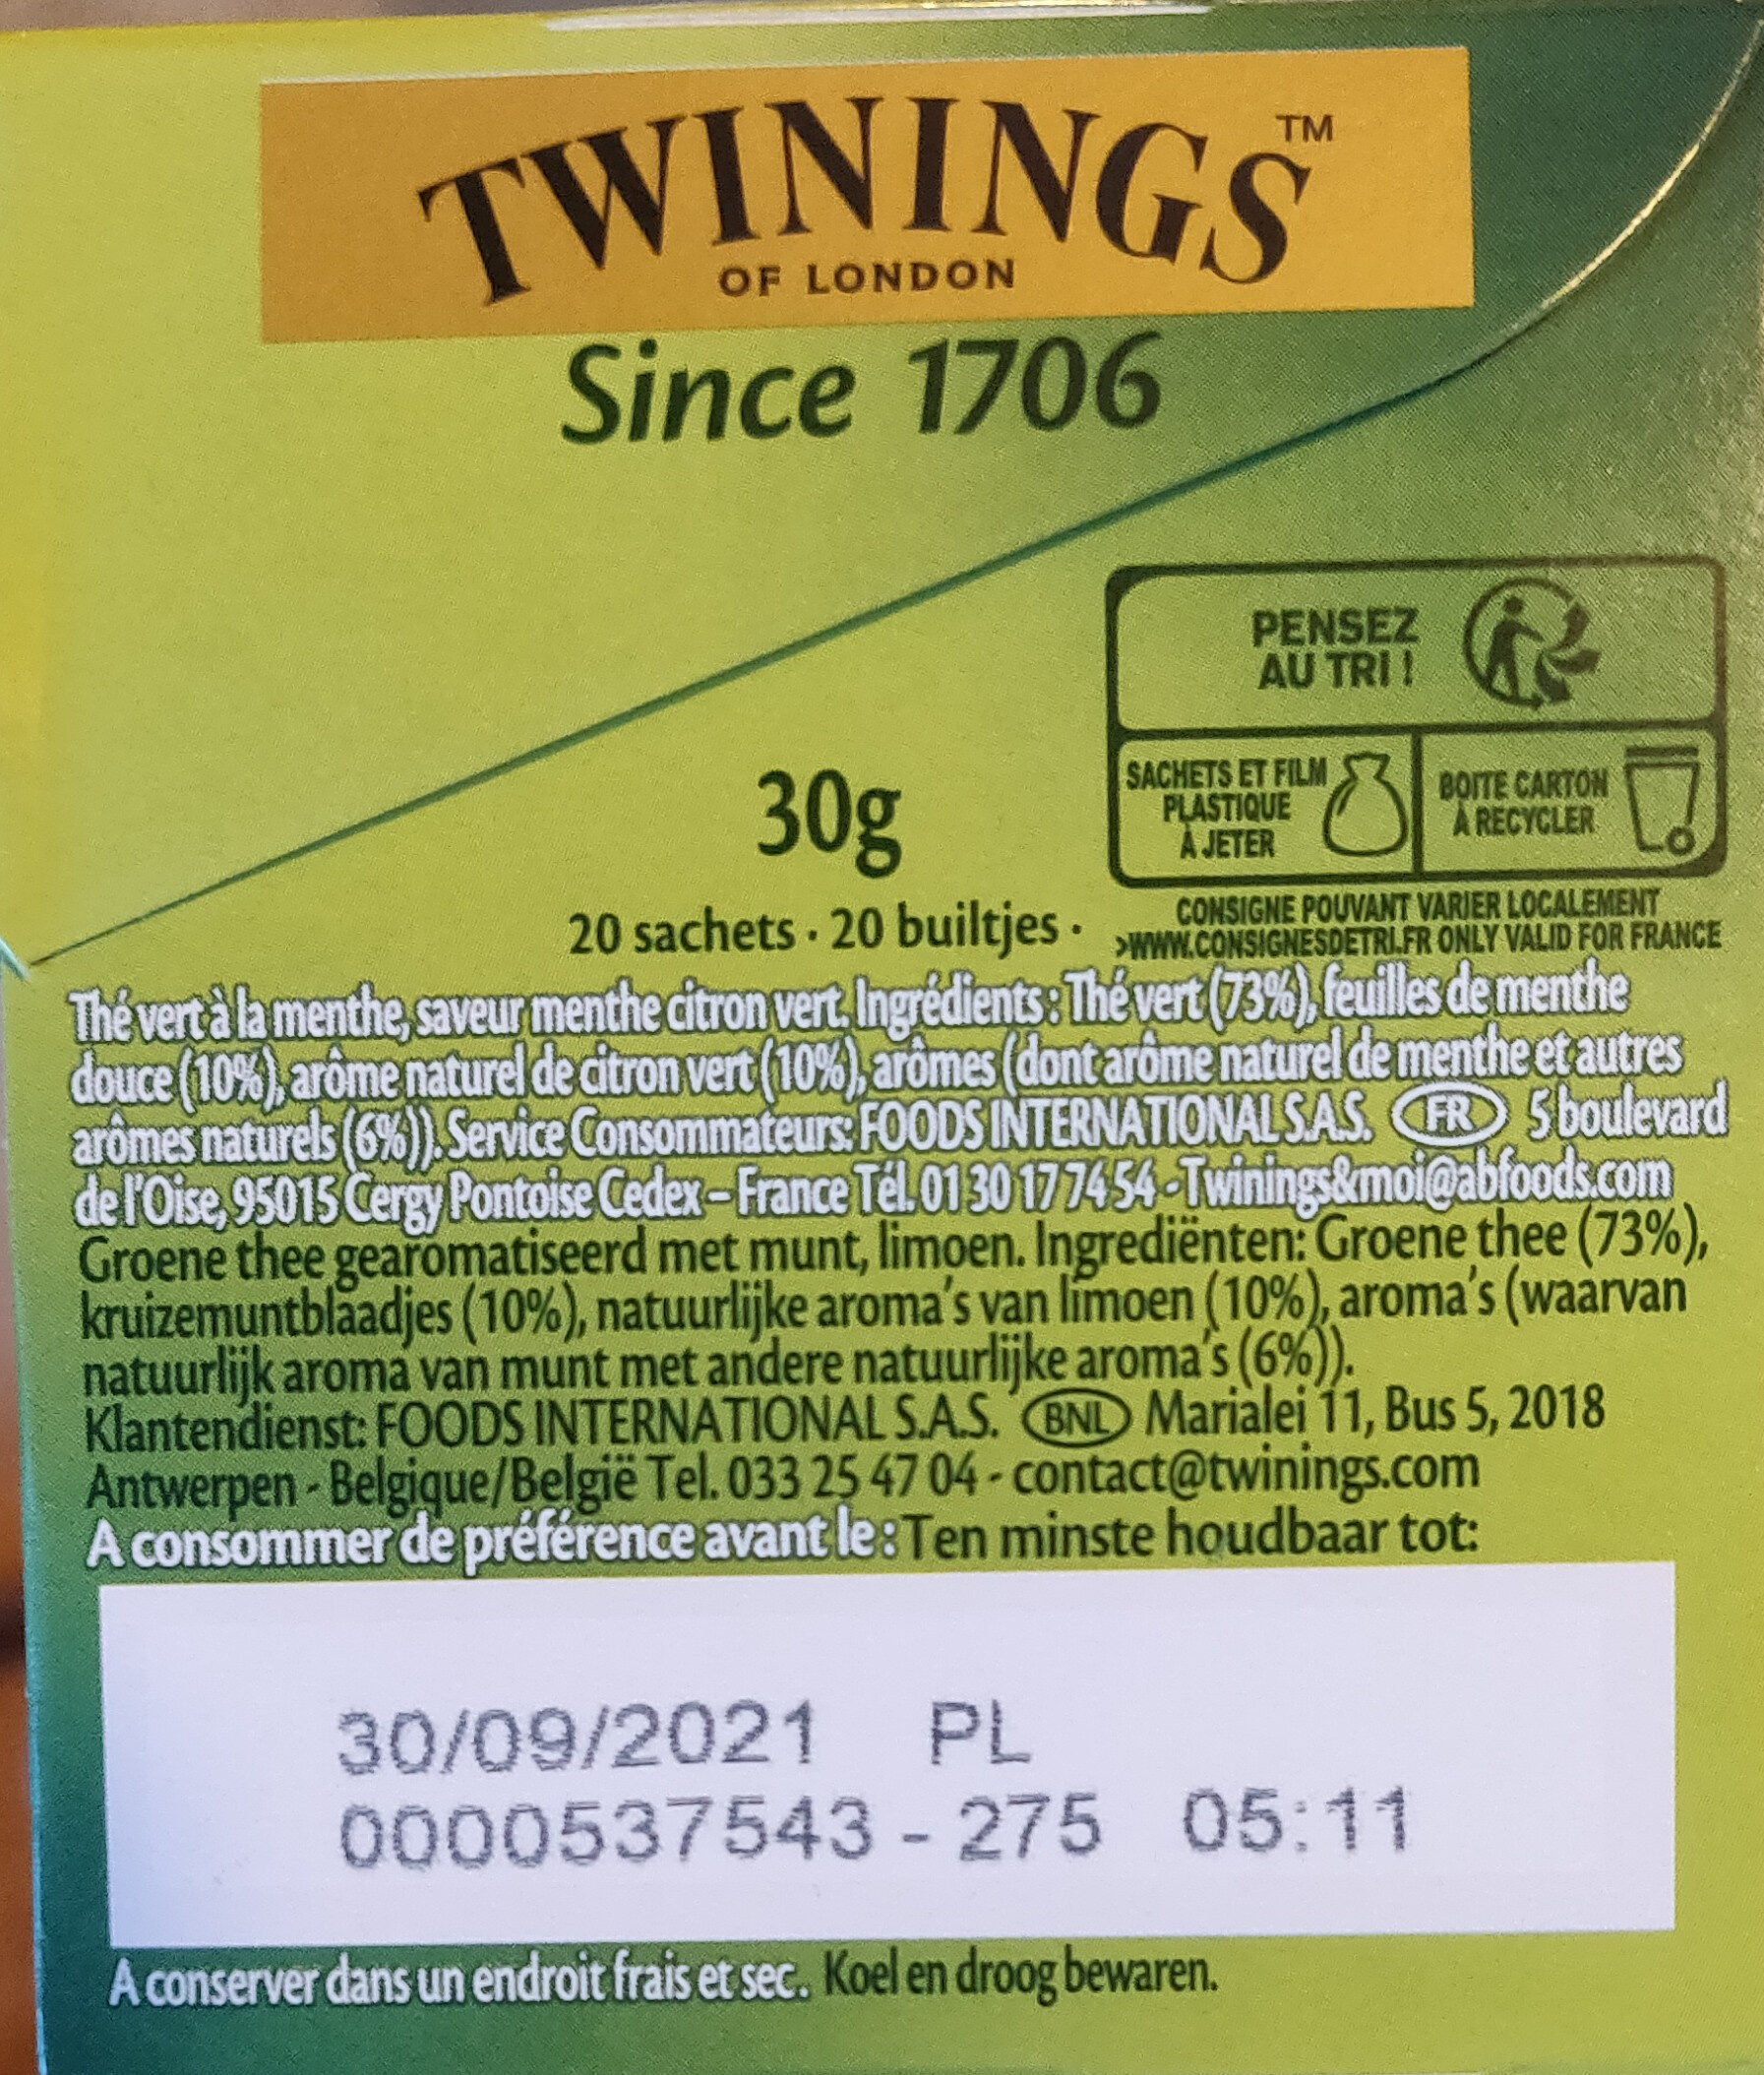 TWININGS™
OF LONDON
Since 1706
PENSEZ
AU TRI !
SACHETS ET FILM
PLASTIQUE
À JETER
BOITE CARTON
À RECYCLER
CONSIGNE POUVANT VARIER LOCALEMENT
>WWW.CONSIGNESDETRI.FR ONLY VALID FOR FRANCE
30g
20 sachets · 20 builtjes ·
Thé vert à la menthe, saveur menthe citron vert. Ingrédients : Thé vert (73%), feuilles de menthe
douce (10%), arôme naturel de citron vert (10%), arômes (dont arôme naturel de menthe et autres
arômes naturels (6%)). Service Consommateurs: FOODS INTERNATIONAL S.A.S. FR 5 boulevard
de l'Oise, 95015 Cergy Pontoise Cedex – France Tél. 01 30 17 74 54 - Twinings&moi@abfoods.com
Groene thee gearomatiseerd met munt, limoen. Ingrediënten: Groene thee (73%),
kruizemuntblaadjes (10%), natuurlijke aroma's van limoen (10%), aroma's (waarvan
natuurlijk aroma van munt met andere natuurlijke aroma's (6%)).
Klantendienst: FOODS INTERNATIONAL S.A.S. BNL Marialei 11, Bus 5, 2018
Antwerpen - Belgique/België Tel. 033 25 47 04 - contact@twinings.com
A consommer de préférence avant le : Ten minste houdbaar tot:
30/09/2021 PL
0000537543 - 275 05:11
A conserver dans un endroit frais et sec.. Koel en droog bewaren.